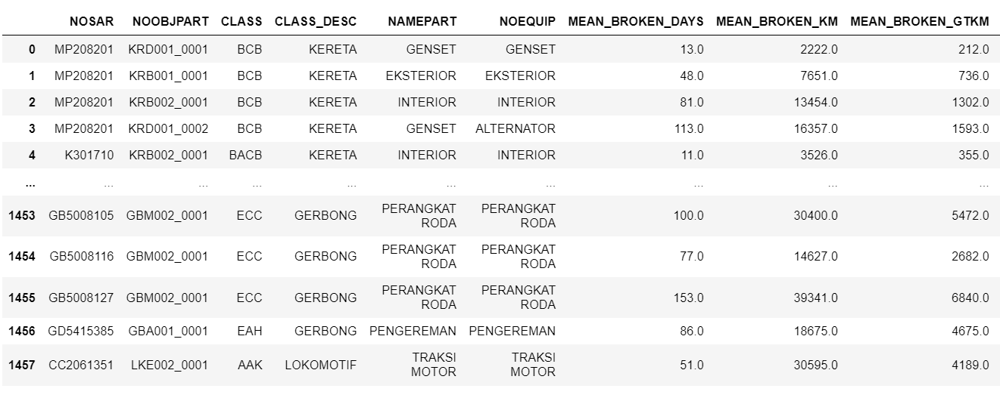 NOSAR NOOBJPART CLASS CLASS_DESC NAMEPART NOEQUIP MEAN_BROKEN_DAYS MEAN_BROKEN_KM MEAN_BROKEN_GTKM
0 MP208201 KRD001_0001 BCB KERETA GENSET GENSET 13.0 2222.0 212.0
1 MP208201 KRB001_0001 BCB KERETA EKSTERIOR EKSTERIOR 48.0 7651.0 736.0
2 MP208201 KRB002_0001 BCB KERETA INTERIOR INTERIOR 81.0 13454.0 1302.0
3 MP208201 KRD001_0002 BCB KERETA GENSET ALTERNATOR 113.0 16357.0 1593.0
4 K301710 KRB002_0001 BACB KERETA INTERIOR INTERIOR 11.0 3526.0 355.0
... ... ... ... ... ... ... ... ... ...
1453 GB5008105 GBM002_0001 ECC GERBONG PERANGKAT RODA PERANGKAT RODA 100.0 30400.0 5472.0
1454 GB5008116 GBM002_0001 ECC GERBONG PERANGKAT RODA PERANGKAT RODA 77.0 14627.0 2682.0
1455 GB5008127 GBM002_0001 ECC GERBONG PERANGKAT RODA PERANGKAT RODA 153.0 39341.0 6840.0
1456 GD5415385 GBA001_0001 EAH GERBONG PENGEREMAN PENGEREMAN 86.0 18675.0 4675.0
1457 CC2061351 LKE002_0001 AAK LOKOMOTIF TRAKSI MOTOR TRAKSI MOTOR 51.0 30595.0 4189.0